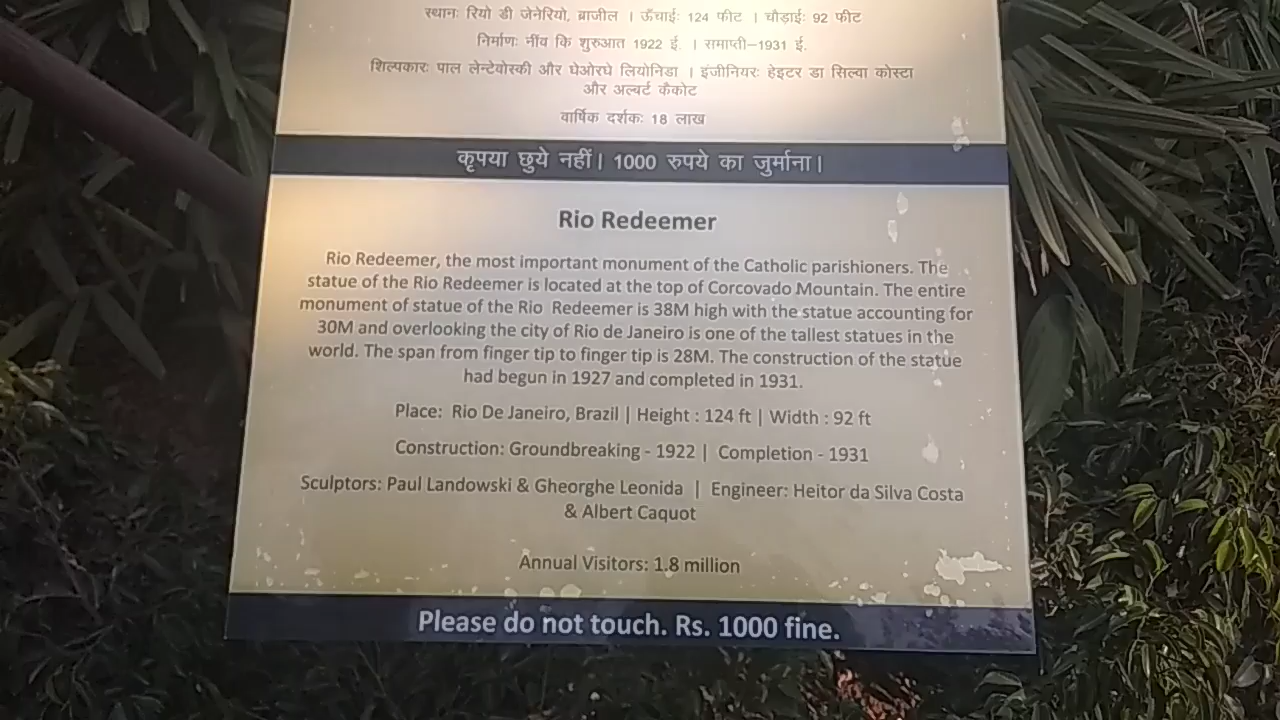 स्थानः रियो डी जेनेरियो, ब्राजील । ऊँचाईः 124 फीट । चौड़ाईः 92 फीट
निर्माणः नींव कि शुरुआत 1922 ई. । समाप्ती–1931 ई.
शिल्पकारः पाल लेन्टेवोस्की और घेओरघे लियोनिडा । इंजीनियरः हेइटर डा सिल्वा कोस्टा
और अल्बर्ट कॅकोट
वार्षिक दर्शकः 18 लाख
कृपया छुये नहीं। 1000 रुपये का जुर्माना।
Rio Redeemer
Rio Redeemer, the most important monument of the Catholic parishioners. The
statue of the Rio Redeemer is located at the top of Corcovado Mountain. The entire
monument of statue of the Rio Redeemer is 38M high with the statue accounting for
30M and overlooking the city of Rio de Janeiro is one of the tallest statues in the
world. The span from finger tip to finger tip is 28M. The construction of the statue
had begun in 1927 and completed in 1931.
Place: Rio De Janeiro, Brazil | Height : 124 ft | Width : 92 ft
Construction: Groundbreaking - 1922 | Completion - 1931
Sculptors: Paul Landowski & Gheorghe Leonida | Engineer: Heitor da Silva Costa
& Albert Caquot
Annual Visitors: 1.8 million
Please do not touch. Rs. 1000 fine.